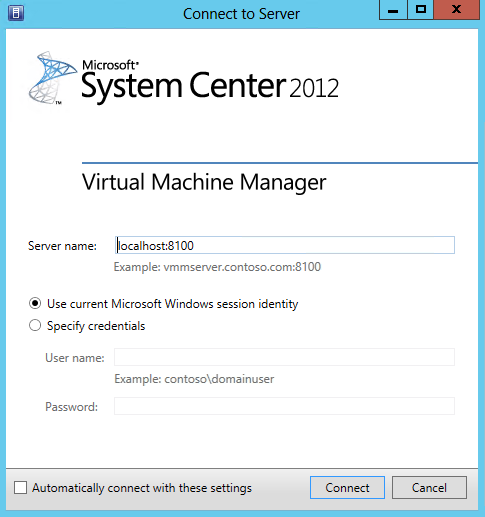 Connect to Server
Microsoft®
System Center 2012
Virtual Machine Manager
Server name: localhost:8100
Example: vmmserver.contoso.com:8100
Use current Microsoft Windows session identity
Specify credentials
User name:
Example: contoso\domainuser
Password:
Automatically connect with these settings Connect Cancel